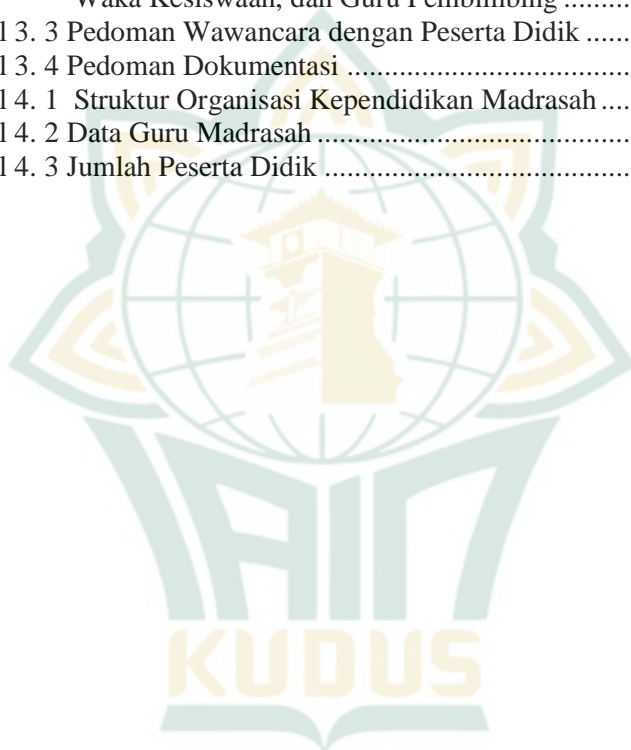 Waka Kesiswaan, dan Guru Pembimbing .........
l 3. 3 Pedoman Wawancara dengan Peserta Didik ......
l 3. 4 Pedoman Dokumentasi ........................................
l 4. 1 Struktur Organisasi Kependidikan Madrasah ....
l 4. 2 Data Guru Madrasah ............................................
l 4. 3 Jumlah Peserta Didik ...........................................
IAIN
KUDUS